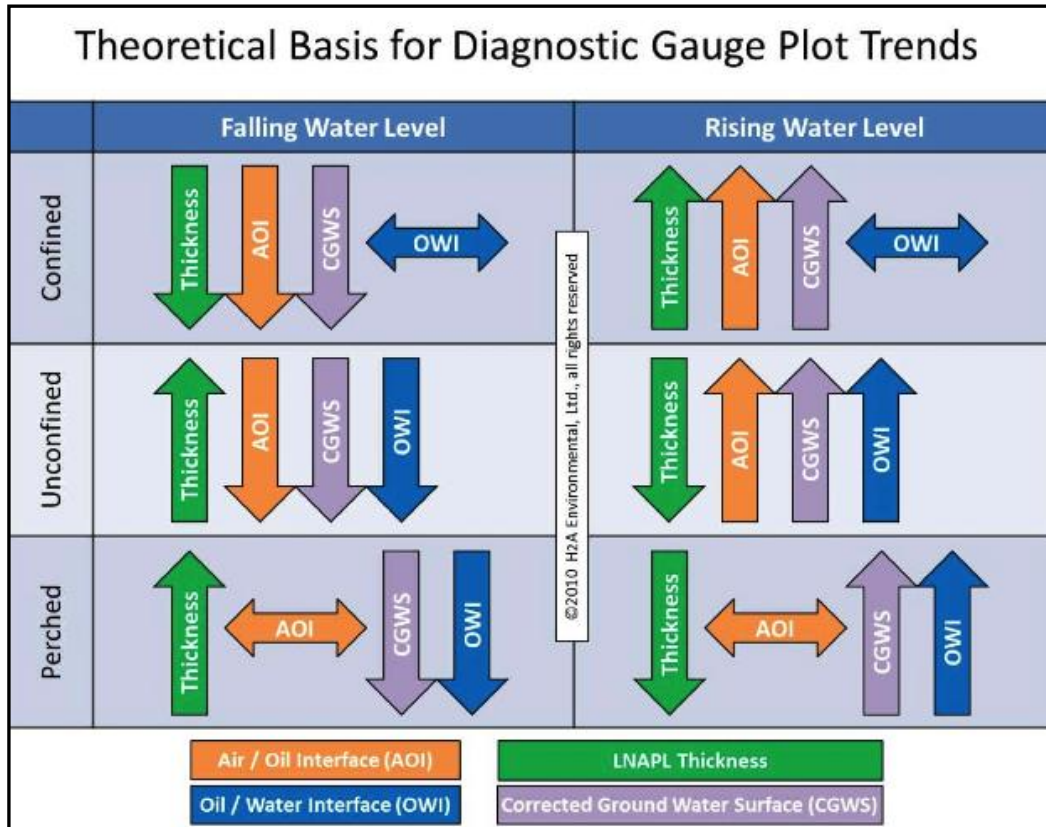 Theoretical Basis for Diagnostic Gauge Plot Trends
Falling Water Level
Rising Water Level
Confined
Thickness
AOI
CGWS
OWI
Thickness
AOI
CGWS
OWI
Unconfined
Thickness
AOI
CGWS
OWI
Thickness
AOI
CGWS
OWI
Perched
Thickness
AOI
CGWS
OWI
Thickness
AOI
CGWS
OWI
©2010 H2A Environmental, Ltd., all rights reserved
Air / Oil Interface (AOI)
LNAPL Thickness
Oil / Water Interface (OWI)
Corrected Ground Water Surface (CGWS)